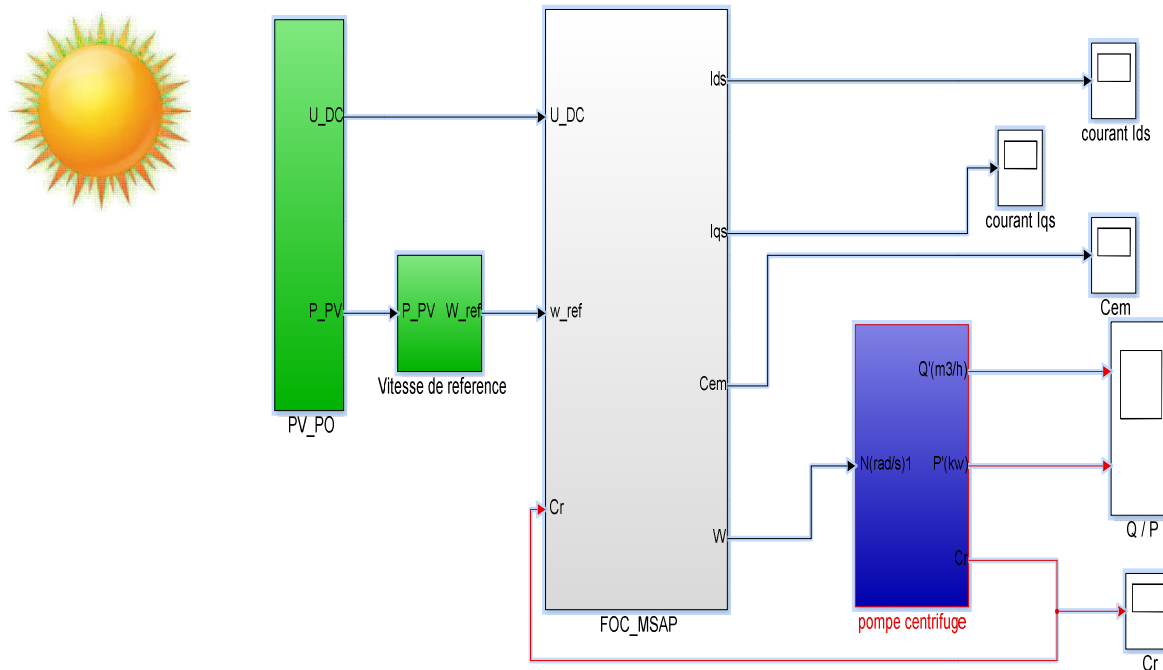 Ids
U_DC
U_DC
courant Ids
Iqs
courant Iqs
P_PV
P_PV
W_ref
w_ref
Cem
Vitesse de reference
Q'(m3/h)
Cem
PV_PO
N(rad/s)1
P'(kw)
Cr
W
Q / P
Cr
FOC_MSAP
pompe centrifuge
Cr